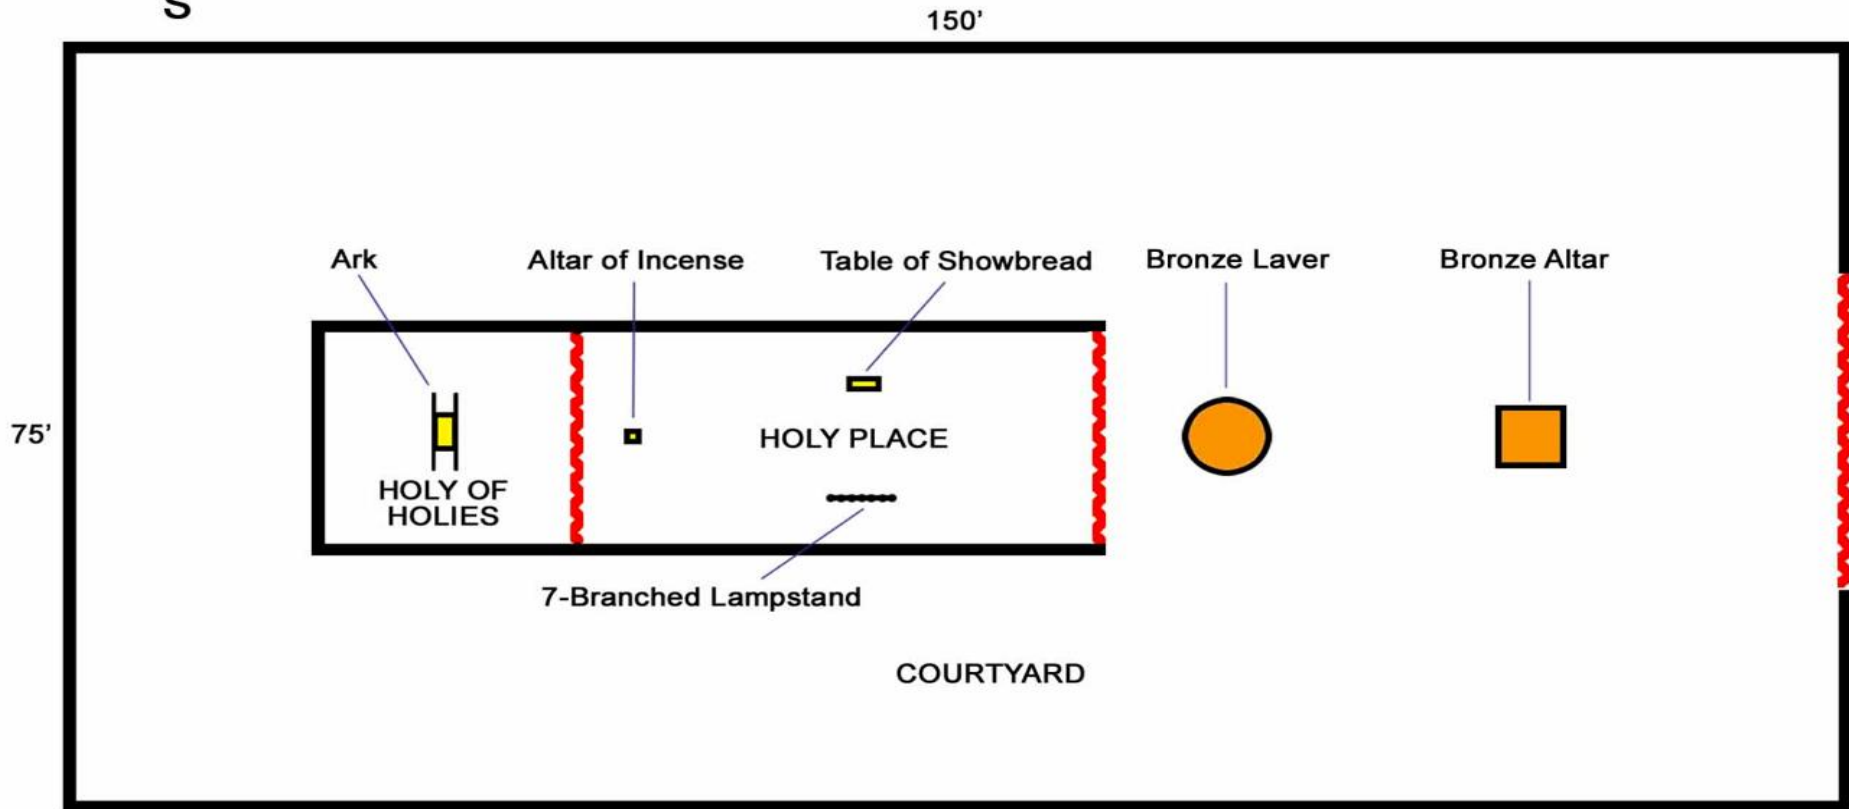 S
150’
Ark
Altar of Incense
Table of Showbread
Bronze Laver
Bronze Altar
75’
HOLY PLACE
HOLY OF
HOLIES
7-Branched Lampstand
COURTYARD